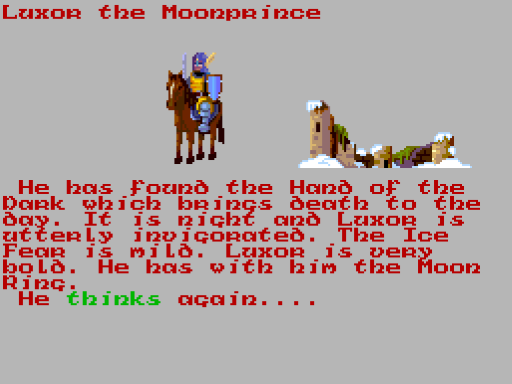 Luxor the Moonprince
He has found the Hand of the
Dark which brings death to the
day. It is night and Luxor is
utterly invigorated. The Ice
Fear is mild. Luxor is very
bold. He has with him the Moon
Ring.
He thinks again....